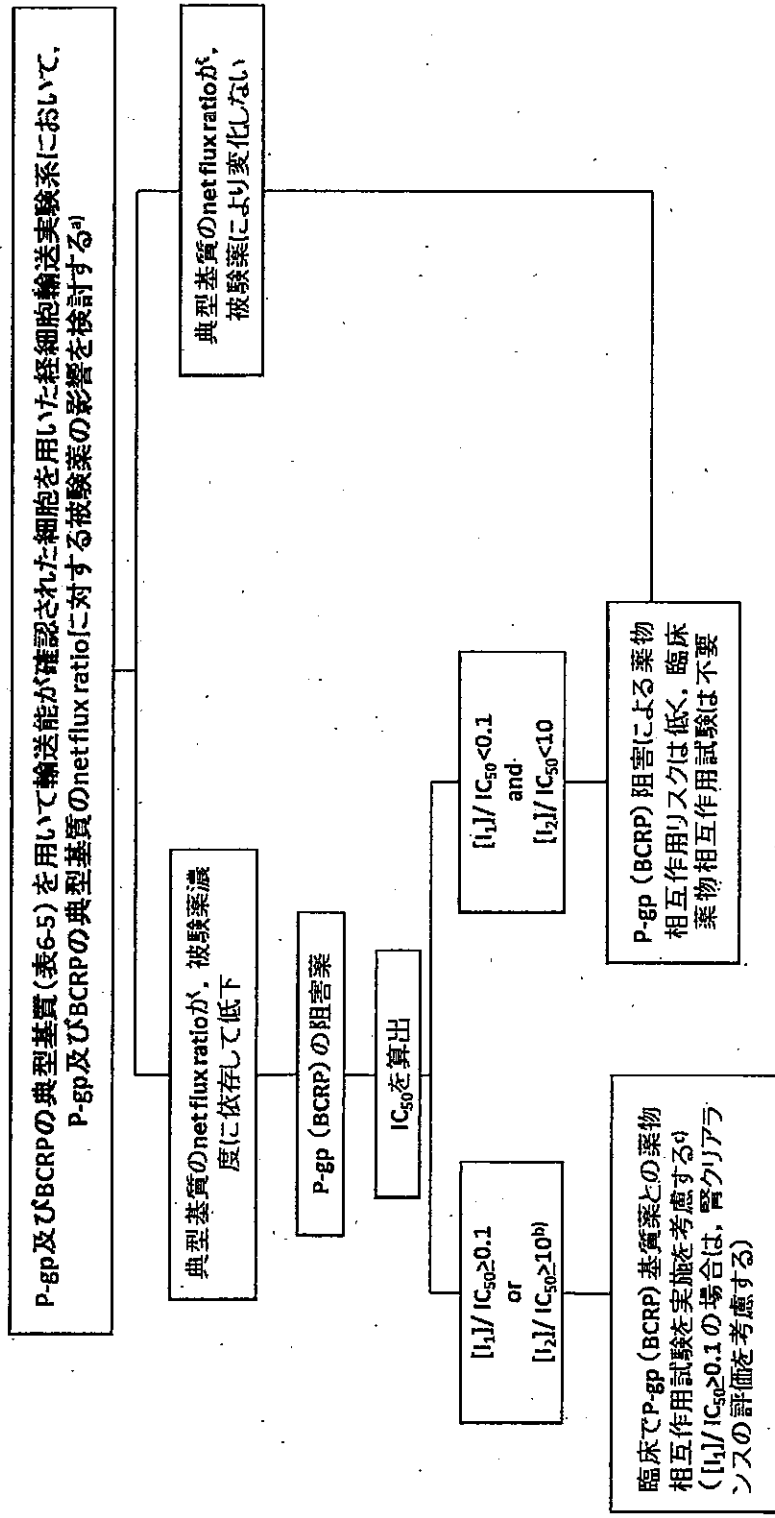 P-gp及びBCRPの典型基質(表6-5)を用いて輸送能が確認された細胞を用いた経細胞輸送実験系において,
P-gp及びBCRPの典型基質のnet flux ratioに対する被験薬の影響を検討するa)
典型基質のnet flux ratioが, 被験薬濃
度に依存して低下
典型基質のnet flux ratioが,
被験薬により変化しない
P-gp (BCRP) の阻害薬
IC50を算出
[I1]/ IC50≥0.1
or
[I2]/ IC50≥10b)
[I1]/ IC50<0.1
and
[I2]/ IC50<10
臨床でP-gp (BCRP) 基質薬との薬物
相互作用試験を実施を考慮するc)
([I1]/ IC50≥0.1の場合は, 腎クリアラ
ンスの評価を考慮する)
P-gp (BCRP) 阻害による薬物
相互作用リスクは低く, 臨床
薬物相互作用試験は不要